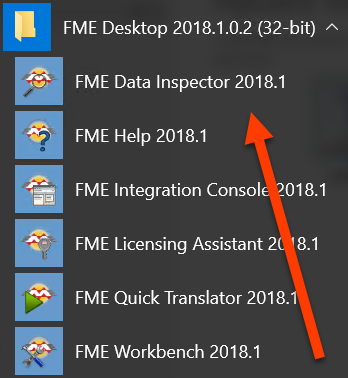 FME Desktop 2018.1.0.2 (32-bit)
FME Data Inspector 2018.1
FME Help 2018.1
FME Integration Console 2018.1
FME Licensing Assistant 2018.1
FME Quick Translator 2018.1
FME Workbench 2018.1